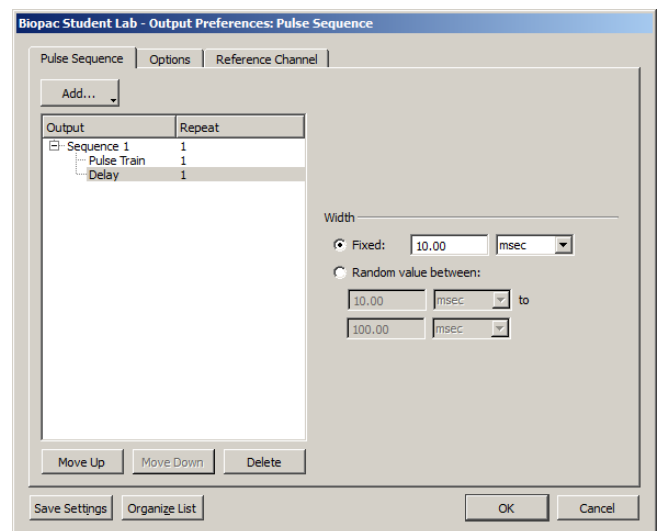 Biopac Student Lab - Output Preferences: Pulse Sequence
Pulse Sequence Options Reference Channel
Add...
Output Repeat
Sequence 1 1
Pulse Train 1
Delay 1
Width
Fixed: 10.00 msec
Random value between:
10.00 msec to
100.00 msec
Move Up Move Down Delete
Save Settings Organize List OK Cancel